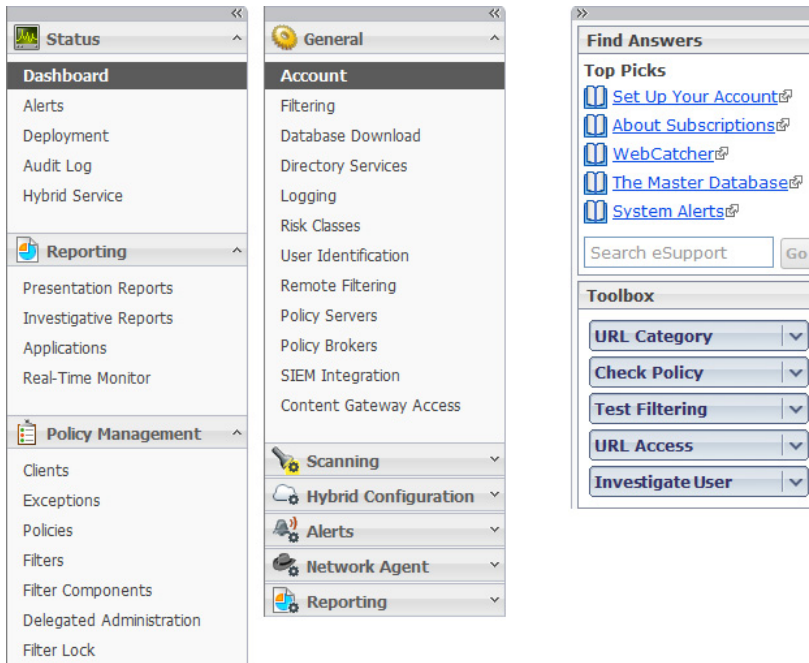 Status
Dashboard
Alerts
Deployment
Audit Log
Hybrid Service
Reporting
Presentation Reports
Investigative Reports
Applications
Real-Time Monitor
Policy Management
Clients
Exceptions
Policies
Filters
Filter Components
Delegated Administration
Filter Lock
General
Account
Filtering
Database Download
Directory Services
Logging
Risk Classes
User Identification
Remote Filtering
Policy Servers
Policy Brokers
SIEM Integration
Content Gateway Access
Scanning
Hybrid Configuration
Alerts
Network Agent
Reporting
Find Answers
Top Picks
Set Up Your Account
About Subscriptions
WebCatcher
The Master Database
System Alerts
Search eSupport Go
Toolbox
URL Category
Check Policy
Test Filtering
URL Access
Investigate User